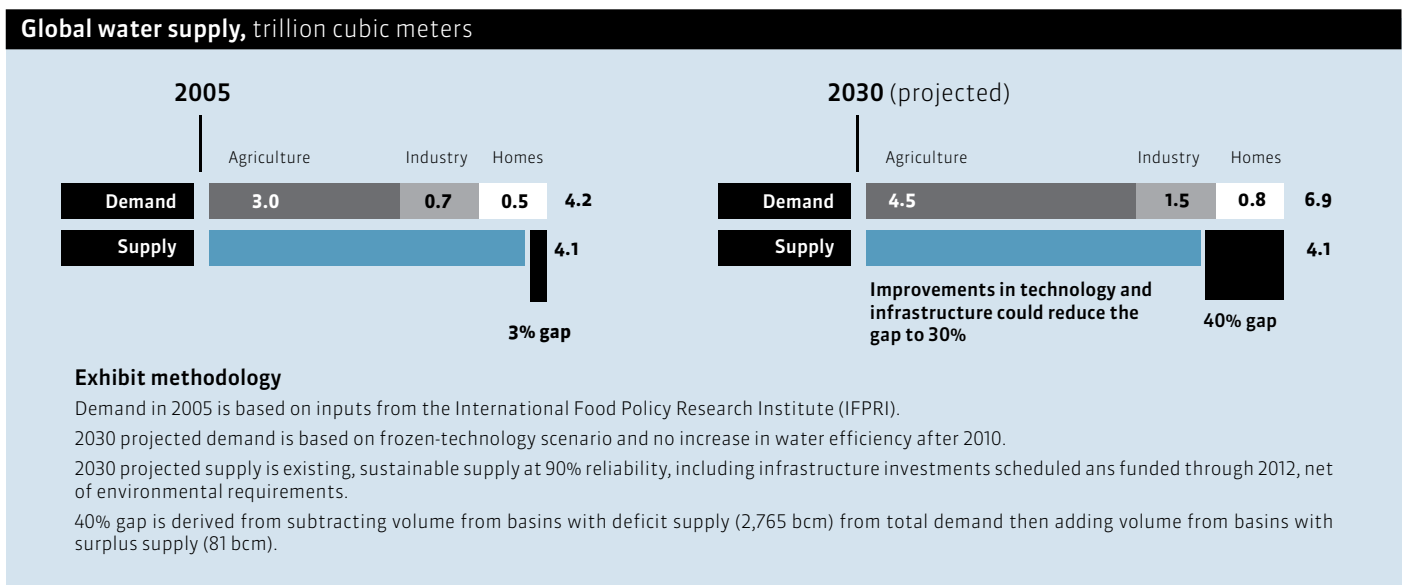 Global water supply, trillion cubic meters
2005
Agriculture Industry Homes
Demand 3.0 0.7 0.5 4.2
Supply 4.1
3% gap
2030 (projected)
Agriculture Industry Homes
Demand 4.5 1.5 0.8 6.9
Supply 4.1
Improvements in technology and
infrastructure could reduce the
gap to 30%
40% gap
Exhibit methodology
Demand in 2005 is based on inputs from the International Food Policy Research Institute (IFPRI).
2030 projected demand is based on frozen-technology scenario and no increase in water efficiency after 2010.
2030 projected supply is existing, sustainable supply at 90% reliability, including infrastructure investments scheduled ans funded through 2012, net
of environmental requirements.
40% gap is derived from subtracting volume from basins with deficit supply (2,765 bcm) from total demand then adding volume from basins with
surplus supply (81 bcm).